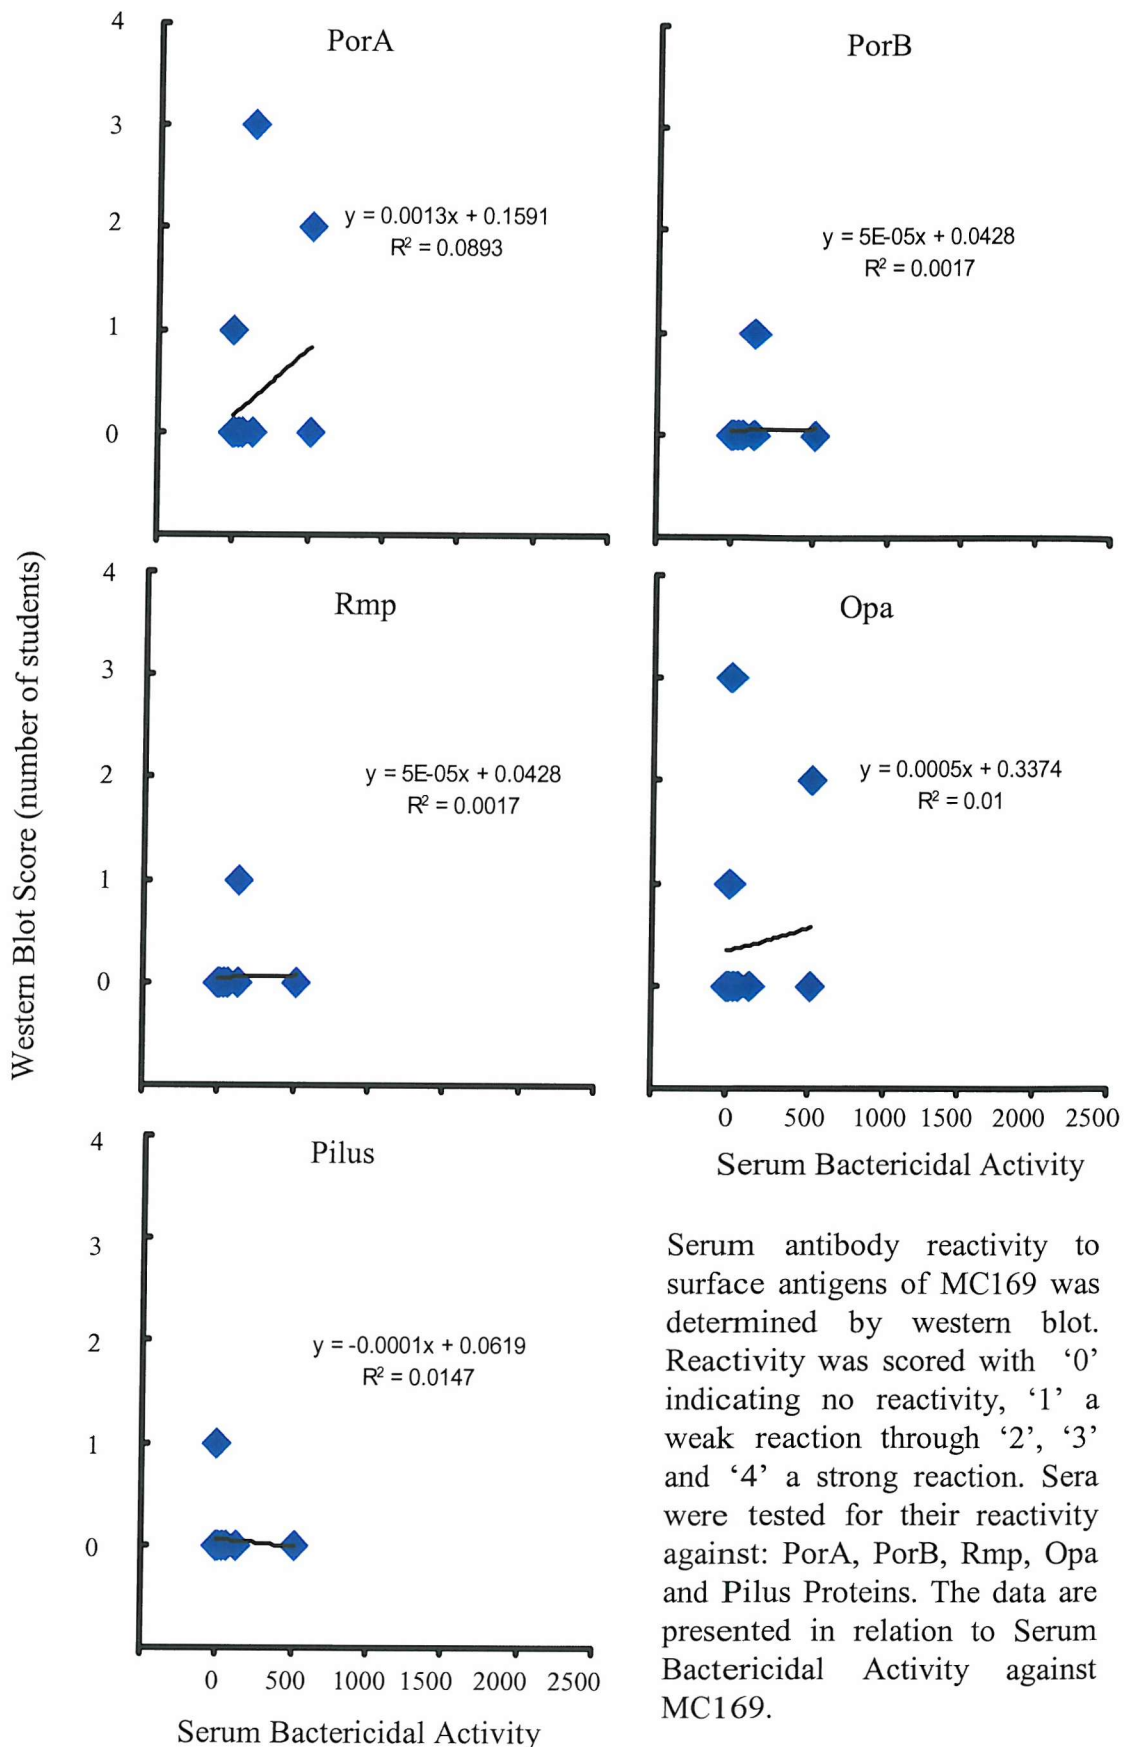 4
PorA
3
2
y = 0.0013x + 0.1591
R² = 0.0893
1
0
PorB
y = 5E-05x + 0.0428
R² = 0.0017
Western Blot Score (number of students)
4
Rmp
3
2
y = 5E-05x + 0.0428
R² = 0.0017
1
0
Opa
y = 0.0005x + 0.3374
R² = 0.01
0 500 1000 1500 2000 2500
Serum Bactericidal Activity
4
Pilus
3
2
y = -0.0001x + 0.0619
R² = 0.0147
1
0
0 500 1000 1500 2000 2500
Serum Bactericidal Activity
Serum antibody reactivity to
surface antigens of MC169 was
determined by western blot.
Reactivity was scored with ‘0’
indicating no reactivity, ‘1’ a
weak reaction through ‘2’, ‘3’
and ‘4’ a strong reaction. Sera
were tested for their reactivity
against: PorA, PorB, Rmp, Opa
and Pilus Proteins. The data are
presented in relation to Serum
Bactericidal Activity against
MC169.